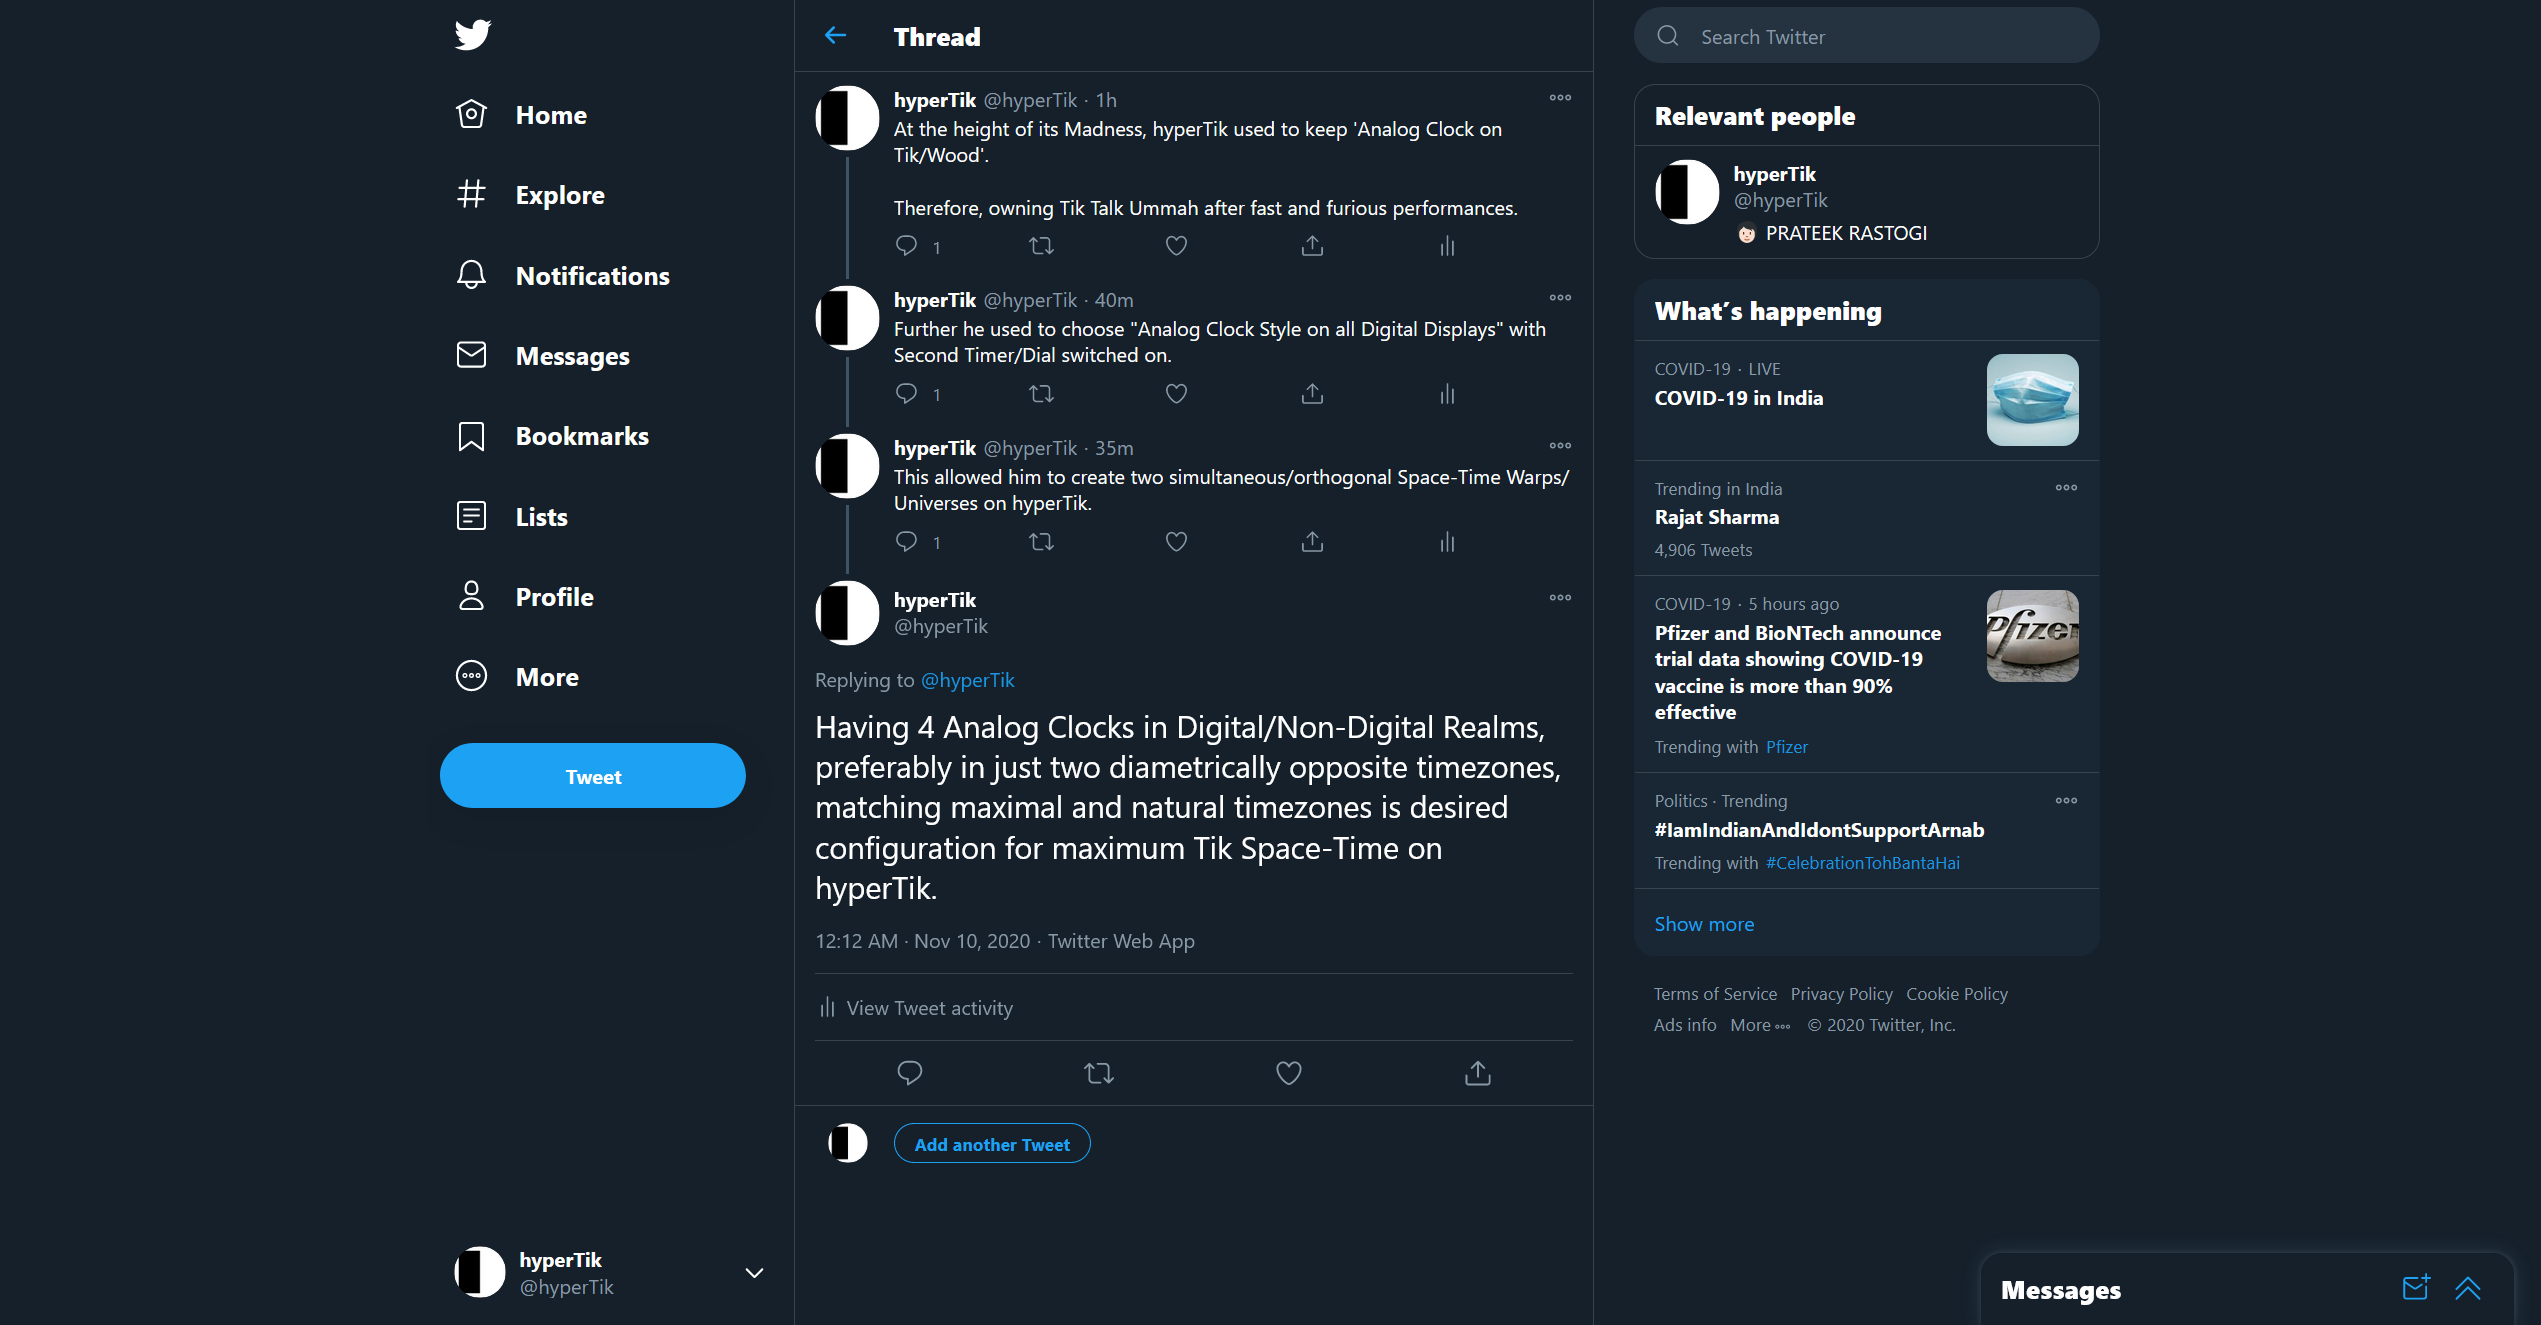 Home
Explore
Notifications
Messages
Bookmarks
Lists
Profile
More
Tweet
hyperTik
@hyperTik
Thread
hyperTik @hyperTik · 1h
At the height of its Madness, hyperTik used to keep 'Analog Clock on
Tik/Wood'.
Therefore, owning Tik Talk Ummah after fast and furious performances.
1
hyperTik @hyperTik · 40m
Further he used to choose "Analog Clock Style on all Digital Displays" with
Second Timer/Dial switched on.
1
hyperTik @hyperTik · 35m
This allowed him to create two simultaneous/orthogonal Space-Time Warps/
Universes on hyperTik.
1
hyperTik
@hyperTik
Replying to @hyperTik
Having 4 Analog Clocks in Digital/Non-Digital Realms,
preferably in just two diametrically opposite timezones,
matching maximal and natural timezones is desired
configuration for maximum Tik Space-Time on
hyperTik.
12:12 AM · Nov 10, 2020 · Twitter Web App
View Tweet activity
Add another Tweet
Search Twitter
Relevant people
hyperTik
@hyperTik
PRATEEK RASTOGI
What's happening
COVID-19 · LIVE
COVID-19 in India
Trending in India
Rajat Sharma
4,906 Tweets
COVID-19 · 5 hours ago
Pfizer and BioNTech announce
trial data showing COVID-19
vaccine is more than 90%
effective
Trending with Pfizer
Pfizer
Politics · Trending
#IamIndianAndIdontSupportArnab
Trending with #CelebrationTohBantaHai
Show more
Terms of Service Privacy Policy Cookie Policy
Ads info More © 2020 Twitter, Inc.
Messages